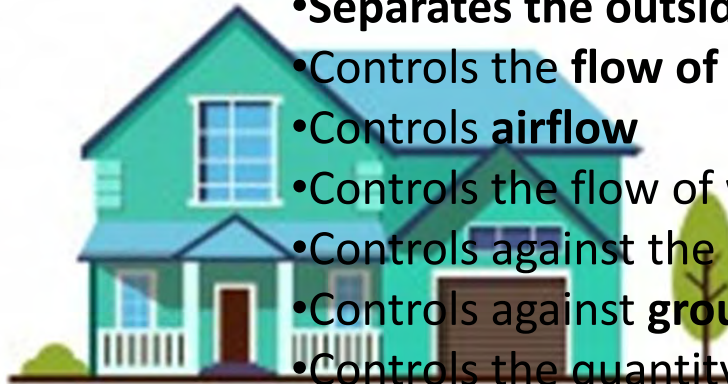 •Separates the outsid
•Controls the flow of
•Controls airflow
•Controls the flow of
•Controls against the
•Controls against grou
•Controls the quantity